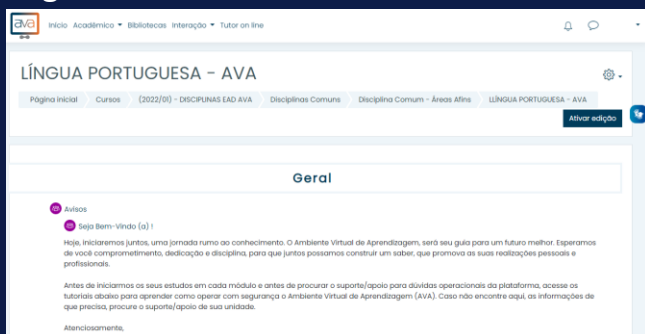 ava
Início Acadêmico Bibliotecas Interação Tutor on line
LÍNGUA PORTUGUESA - AVA
Página inicial Cursos (2022/01) - DISCIPLINAS EAD AVA Disciplinas Comuns Disciplina Comum - Áreas Afins LLÍNGUA PORTUGUESA - AVA
Ativar edição
Geral
Avisos
Seja Bem-Vindo (a) !
Hoje, iniciaremos juntos, uma jornada rumo ao conhecimento. O Ambiente Virtual de Aprendizagem, será seu guia para um futuro melhor. Esperamos
de você comprometimento, dedicação e disciplina, para que juntos possamos construir um saber, que promova as suas realizações pessoais e
profissionais.
Antes de iniciarmos os seus estudos em cada módulo e antes de procurar o suporte/apoio para dúvidas operacionais da plataforma, acesse os
tutoriais abaixo para aprender como operar com segurança o Ambiente Virtual de Aprendizagem (AVA). Caso não encontre aqui, as informações de
que precisa, procure o suporte/apoio de sua unidade.
Atenciosamente,